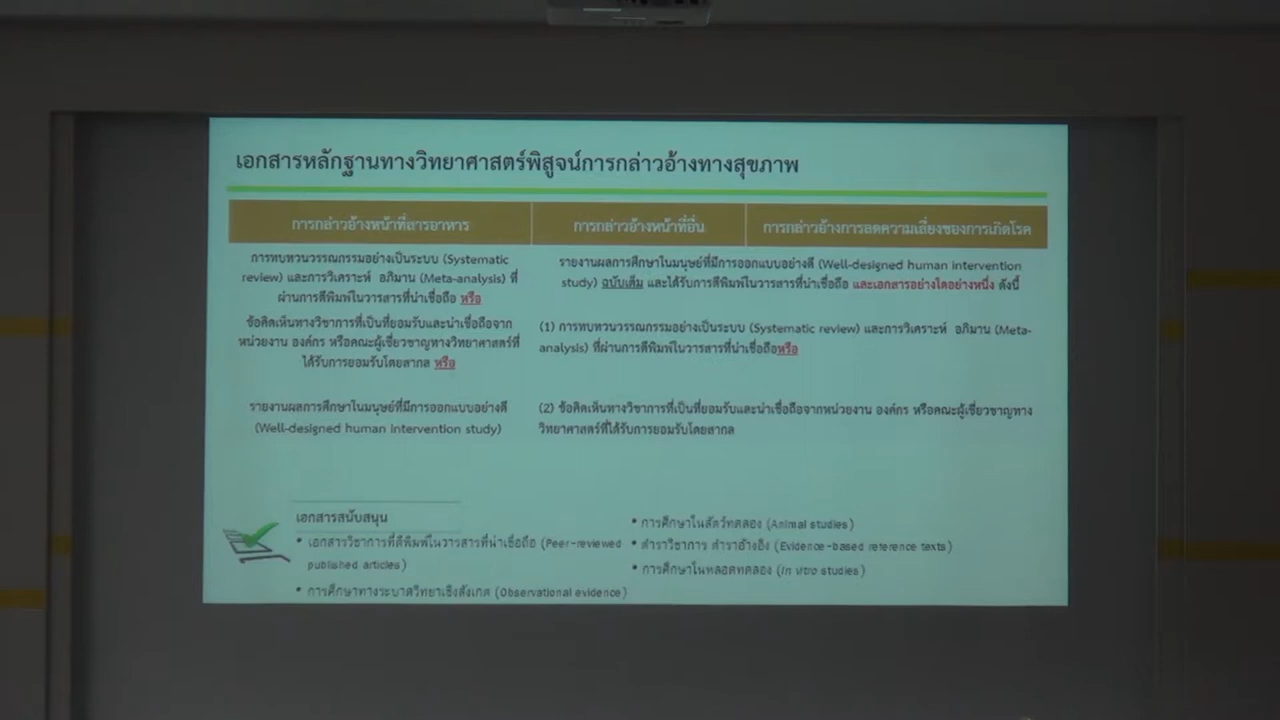 เอกสารหลักฐานทางวิทยาศาสตร์พิสูจน์การกล่าวอ้างทางสุขภาพ
การกล่าวอ้างหน้าที่สารอาหาร
การกล่าวอ้างหน้าที่อื่น
การกล่าวอ้างการลดความเสี่ยงของการเกิดโรค
การทบทวนวรรณกรรมอย่างเป็นระบบ (Systematic
review) และการวิเคราะห์ อภิมาน (Meta-analysis) ที่
ผ่านการตีพิมพ์ในวารสารที่น่าเชื่อถือ หรือ
ข้อคิดเห็นทางวิชาการที่เป็นที่ยอมรับและน่าเชื่อถือจาก
หน่วยงาน องค์กร หรือคณะผู้เชี่ยวชาญทางวิทยาศาสตร์ที่
ได้รับการยอมรับโดยสากล หรือ
รายงานผลการศึกษาในมนุษย์ที่มีการออกแบบอย่างดี
(Well-designed human intervention study)
รายงานผลการศึกษาในมนุษย์ที่มีการออกแบบอย่างดี (Well-designed human intervention
study) ฉบับเต็ม และได้รับการตีพิมพ์ในวารสารที่น่าเชื่อถือ และเอกสารอย่างใดอย่างหนึ่ง ดังนี้
(1) การทบทวนวรรณกรรมอย่างเป็นระบบ (Systematic review) และการวิเคราะห์ อภิมาน (Meta-
analysis) ที่ผ่านการตีพิมพ์ในวารสารที่น่าเชื่อถือหรือ
(2) ข้อคิดเห็นทางวิชาการที่เป็นที่ยอมรับและน่าเชื่อถือจากหน่วยงาน องค์กร หรือคณะผู้เชี่ยวชาญทาง
วิทยาศาสตร์ที่ได้รับการยอมรับโดยสากล
เอกสารสนับสนุน
• เอกสารวิชาการที่ตีพิมพ์ในวารสารที่น่าเชื่อถือ (Peer-reviewed
published articles)
• การศึกษาทางระบาดวิทยาเชิงสังเกต (Observational evidence)
• การศึกษาในสัตว์ทดลอง (Animal studies)
• ตำราวิชาการ ตำราอ้างอิง (Evidence-based reference texts)
• การศึกษาในหลอดทดลอง (In vitro studies)